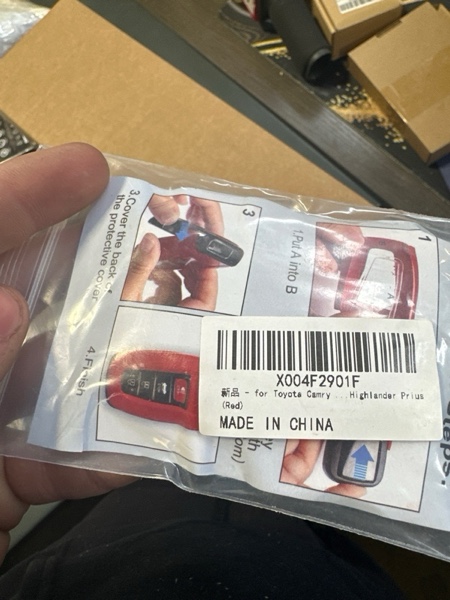 3.Cover the back of
the protective cover
3
1.Put A into B
1
4.Finish
X004F2901F
新品 - for Toyota Camry ...Highlander Prius
(Red)
MADE IN CHINA